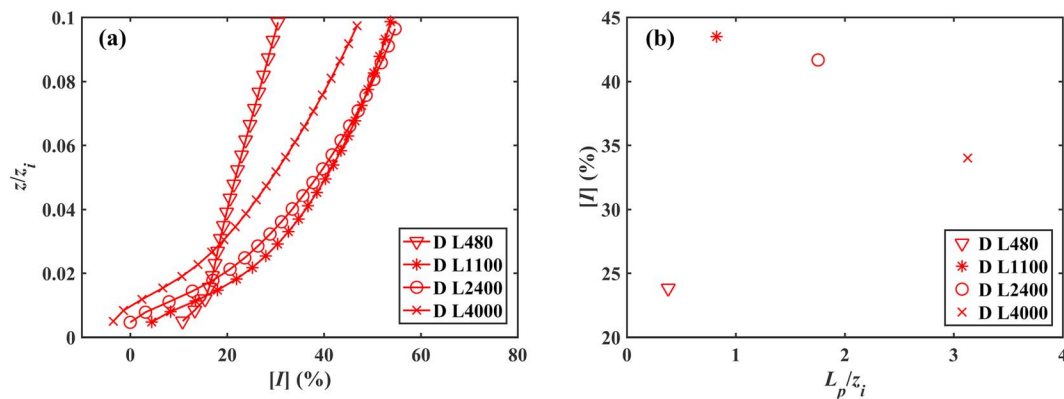 (a)
0.1
0.08
0.06
0.04
0.02
0
z/z_i
0 20 40 60 80
[I] (%)
D L480
D L1100
D L2400
D L4000
(b)
45
40
35
30
25
20
[I] (%)
0 1 2 3 4
L_p/z_i
D L480
D L1100
D L2400
D L4000